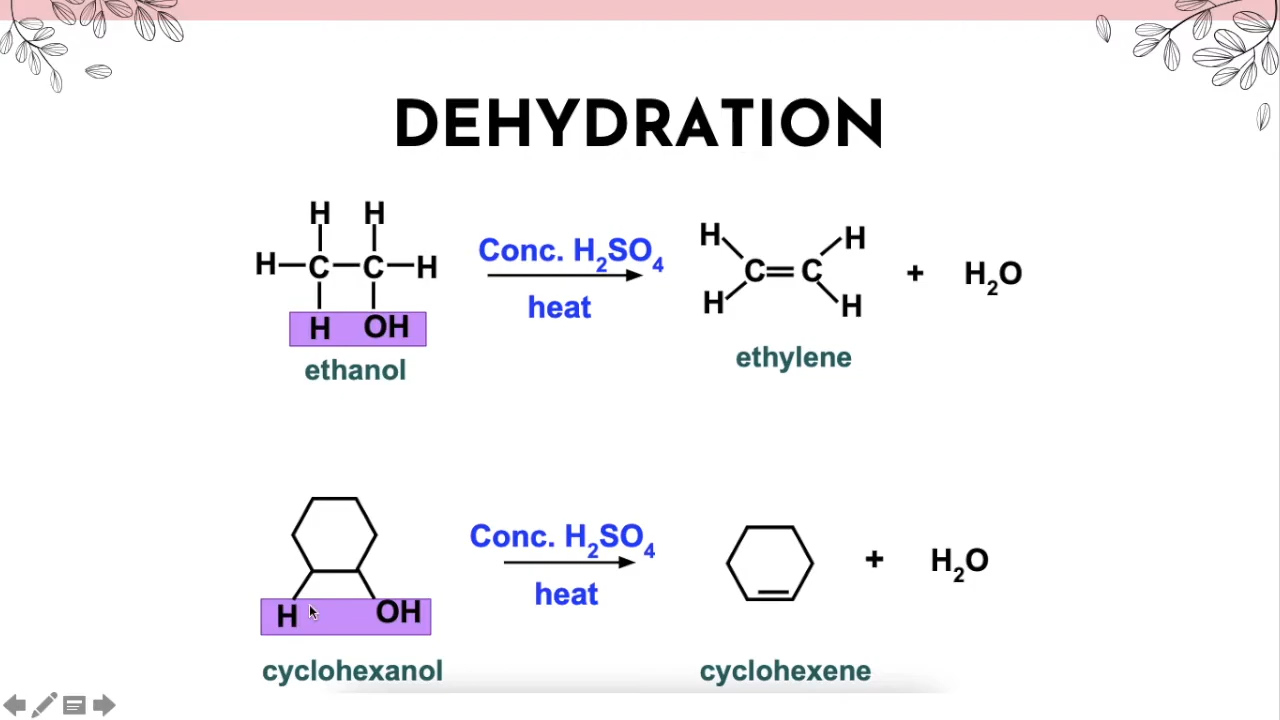 DEHYDRATION
H H
H C C H Conc. H₂SO₄ H H
C C + H₂O
H OH heat H H
ethanol ethylene
Conc. H₂SO₄
+ H₂O
heat
H OH
cyclohexanol cyclohexene